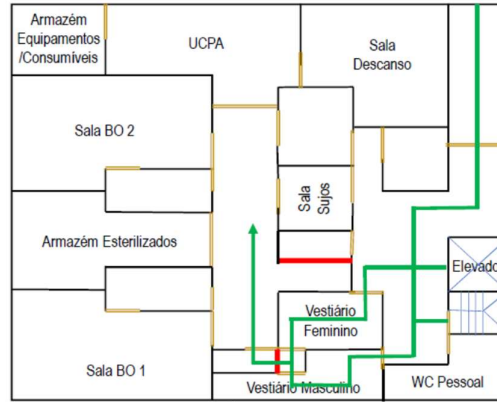 Armazém
Equipamentos
/Consumíveis
UCPA
Sala
Descanso
Sala BO 2
Sala
Sujos
Armazém Esterilizados
Elevado
Vestiário
Feminino
Sala BO 1
Vestiário Masculino
WC Pessoal